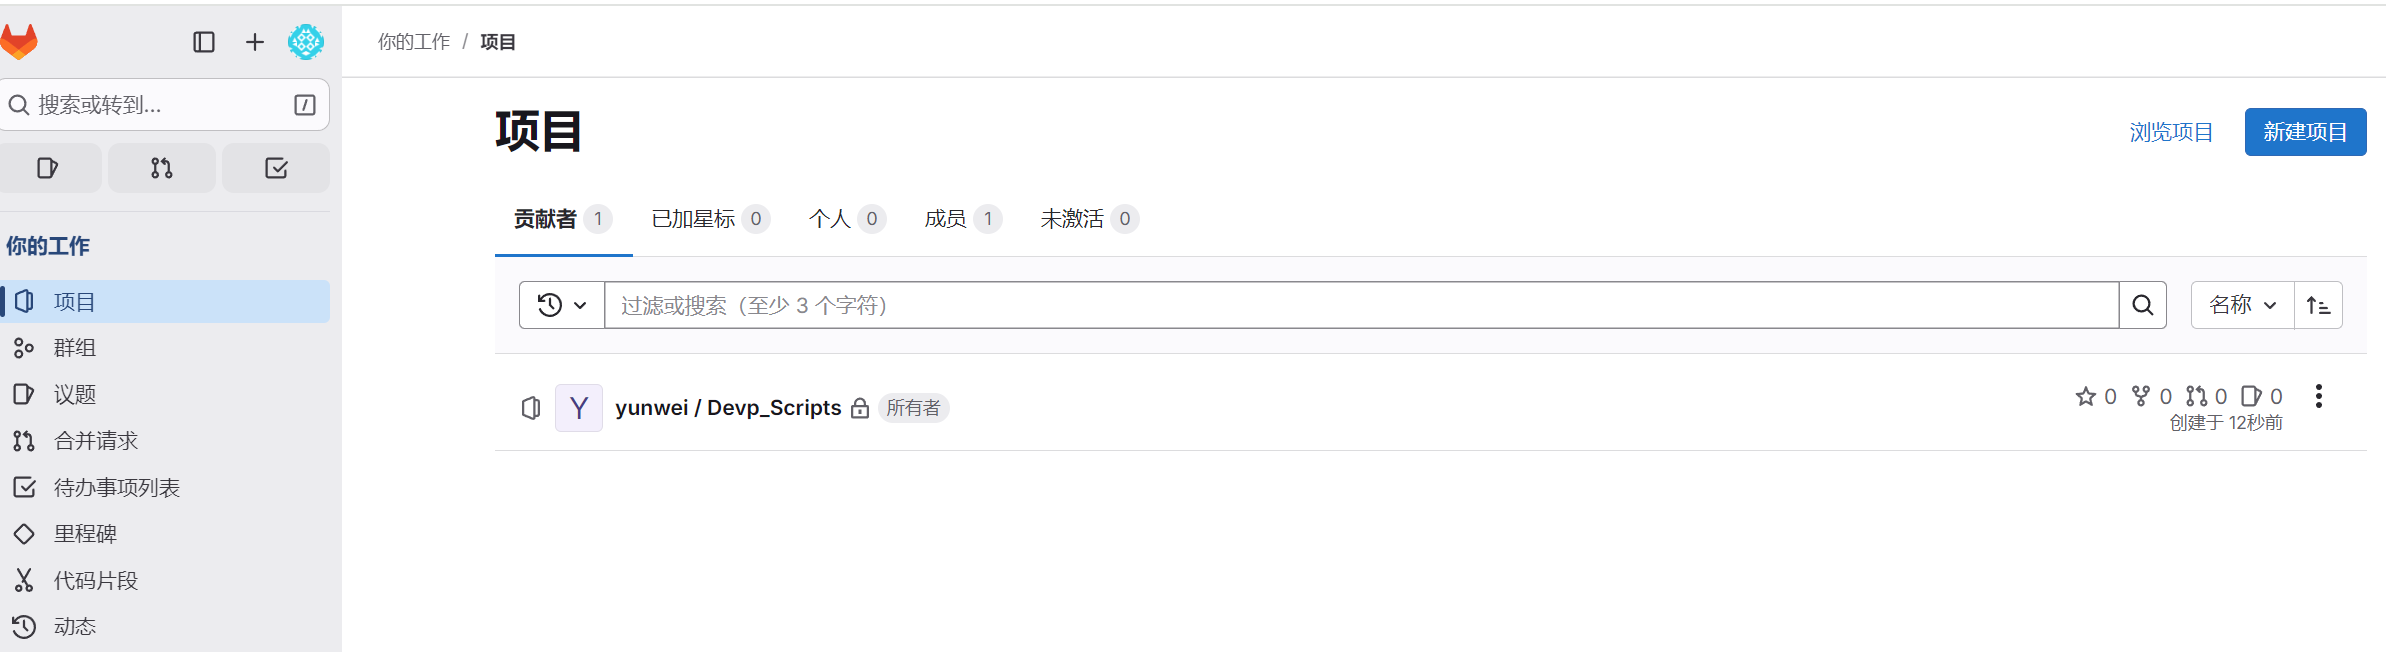 你的工作 / 项目
搜索或转到... /
你的工作
项目
群组
议题
合并请求
待办事项列表
里程碑
代码片段
动态
项目
浏览项目 新建项目
贡献者 1 已加星标 0 个人 0 成员 1 未激活 0
过滤或搜索（至少 3 个字符） 名称
Y yunwei / Devp_Scripts 所有者 0 0 0 0
创建于 12秒前